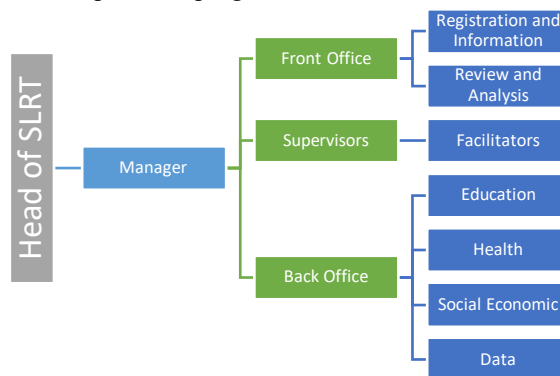 Head of SLRT
Manager
Front Office
Registration and
Information
Review and
Analysis
Supervisors
Facilitators
Back Office
Education
Health
Social Economic
Data